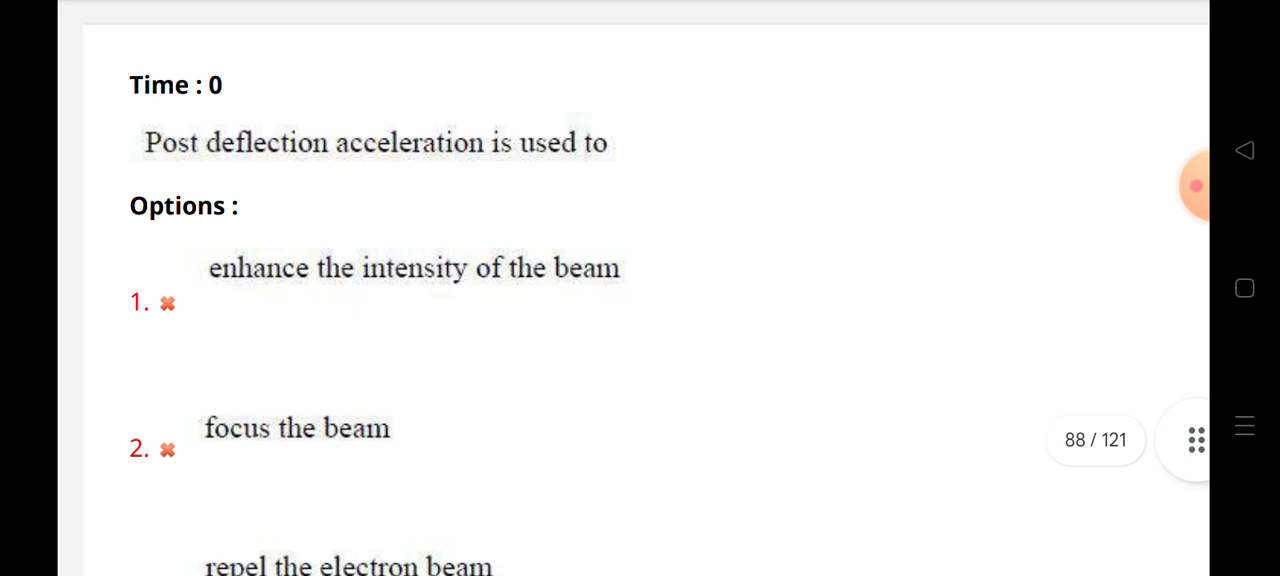 Time : 0
Post deflection acceleration is used to
Options :
enhance the intensity of the beam
1.
focus the beam
2.
88 / 121
repel the electron beam